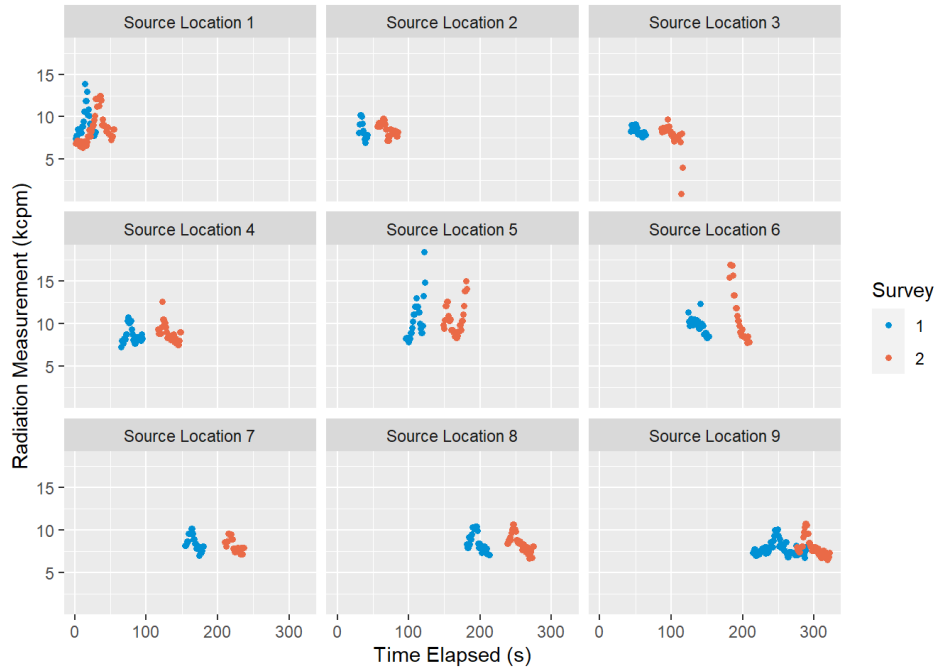 Source Location 1 Source Location 2 Source Location 3
15
10
5
Source Location 4 Source Location 5 Source Location 6
15
10
5
Source Location 7 Source Location 8 Source Location 9
15
10
5
0 100 200 300 0 100 200 300 0 100 200 300
Time Elapsed (s)
Radiation Measurement (kcpm)
Survey
1
2